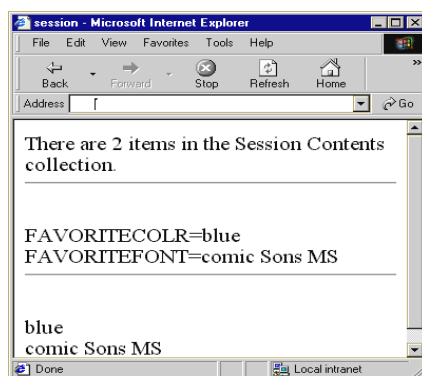 session - Microsoft Internet Explorer
File Edit View Favorites Tools Help
Back Forward Stop Refresh Home »
Address Go
There are 2 items in the Session Contents
collection.
FAVORITECOLR=blue
FAVORITEFONT=comic Sons MS
blue
comic Sons MS
Done Local intranet